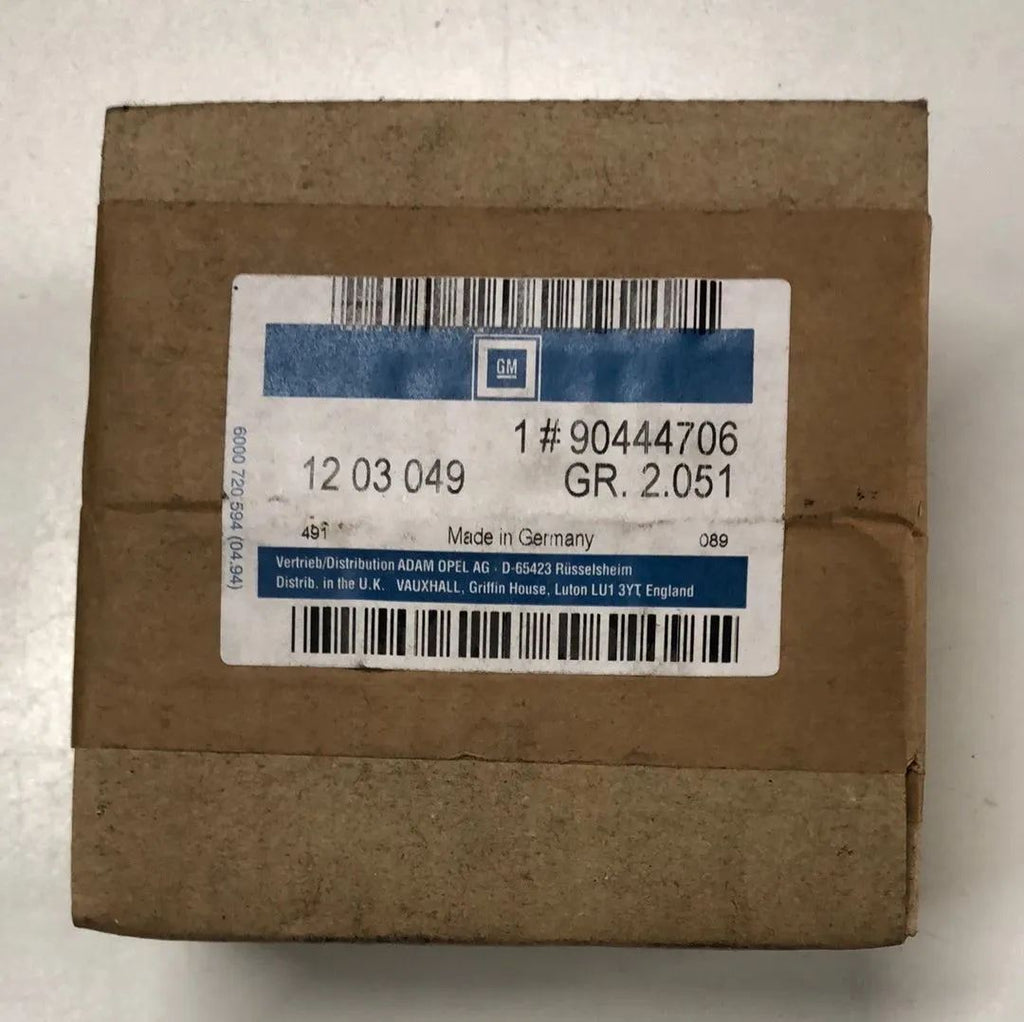 GM
1 # 90444706
12 03 049 GR. 2.051
491 Made in Germany 089
Vertrieb/Distribution ADAM OPEL AG · D-65423 Rüsselsheim
Distrib. in the U.K. VAUXHALL, Griffin House, Luton LU1 3YT, England
6000 720 594 (04.94)